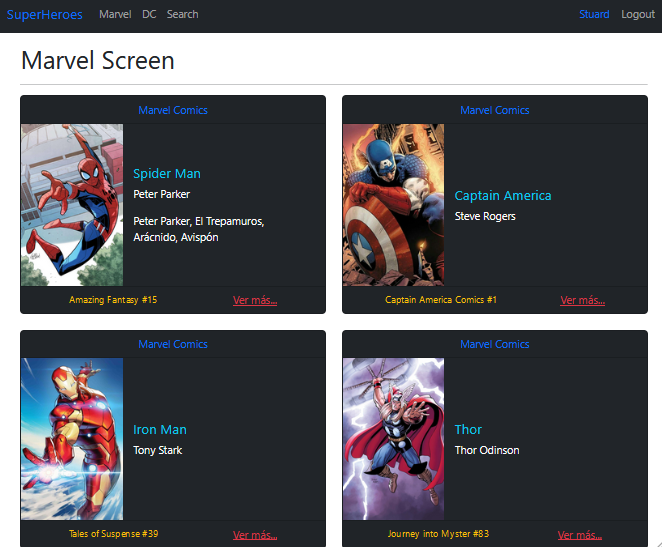 SuperHeroes Marvel DC Search Stuard Logout
Marvel Screen
Marvel Comics
Spider Man
Peter Parker
Peter Parker, El Trepamuros,
Arácnido, Avispón
Amazing Fantasy #15 Ver más...
Marvel Comics
Captain America
Steve Rogers
Captain America Comics #1 Ver más...
Marvel Comics
Iron Man
Tony Stark
Tales of Suspense #39 Ver más...
Marvel Comics
Thor
Thor Odinson
Journey into Myster #83 Ver más...